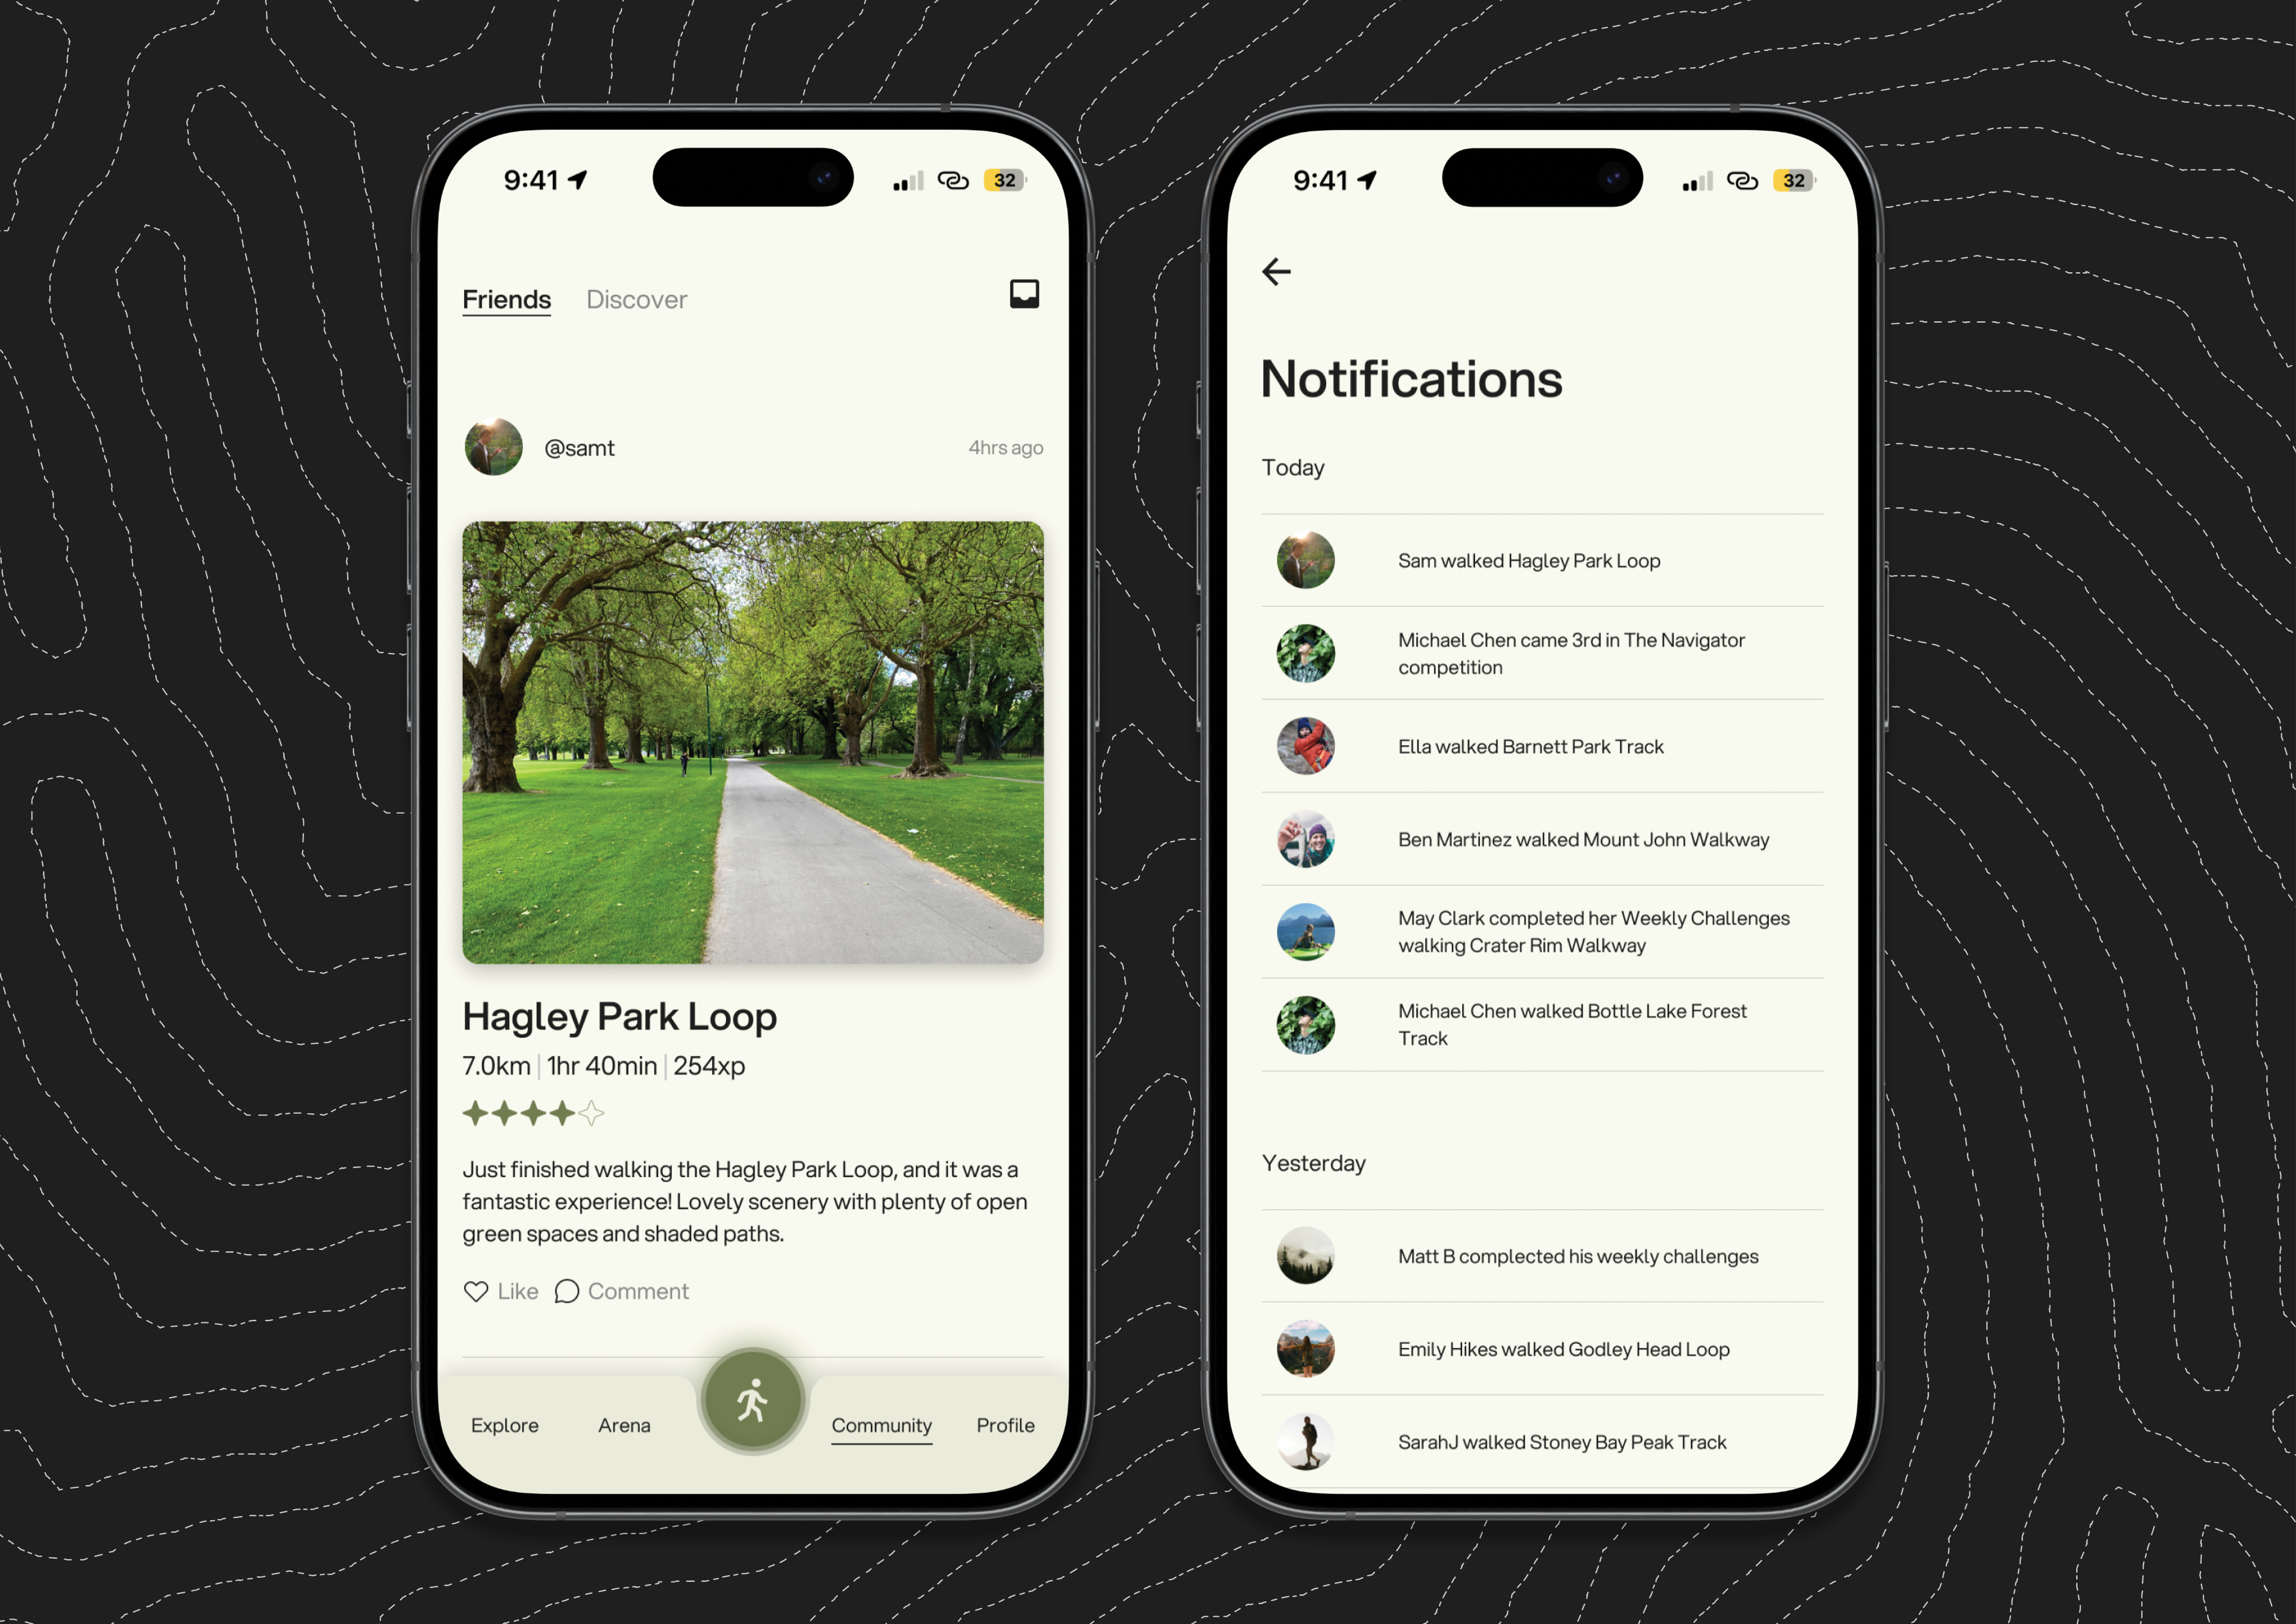 9:41
32
Friends Discover
@samt
4hrs ago
Hagley Park Loop
7.0km | 1hr 40min | 254xp
Just finished walking the Hagley Park Loop, and it was a
fantastic experience! Lovely scenery with plenty of open
green spaces and shaded paths.
Like Comment
Explore Arena Community Profile
9:41
32
Notifications
Today
Sam walked Hagley Park Loop
Michael Chen came 3rd in The Navigator
competition
Ella walked Barnett Park Track
Ben Martinez walked Mount John Walkway
May Clark completed her Weekly Challenges
walking Crater Rim Walkway
Michael Chen walked Bottle Lake Forest
Track
Yesterday
Matt B complected his weekly challenges
Emily Hikes walked Godley Head Loop
SarahJ walked Stoney Bay Peak Track